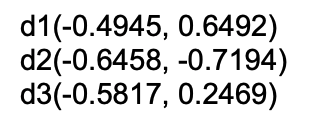 d1(-0.4945, 0.6492)
d2(-0.6458, -0.7194)
d3(-0.5817, 0.2469)